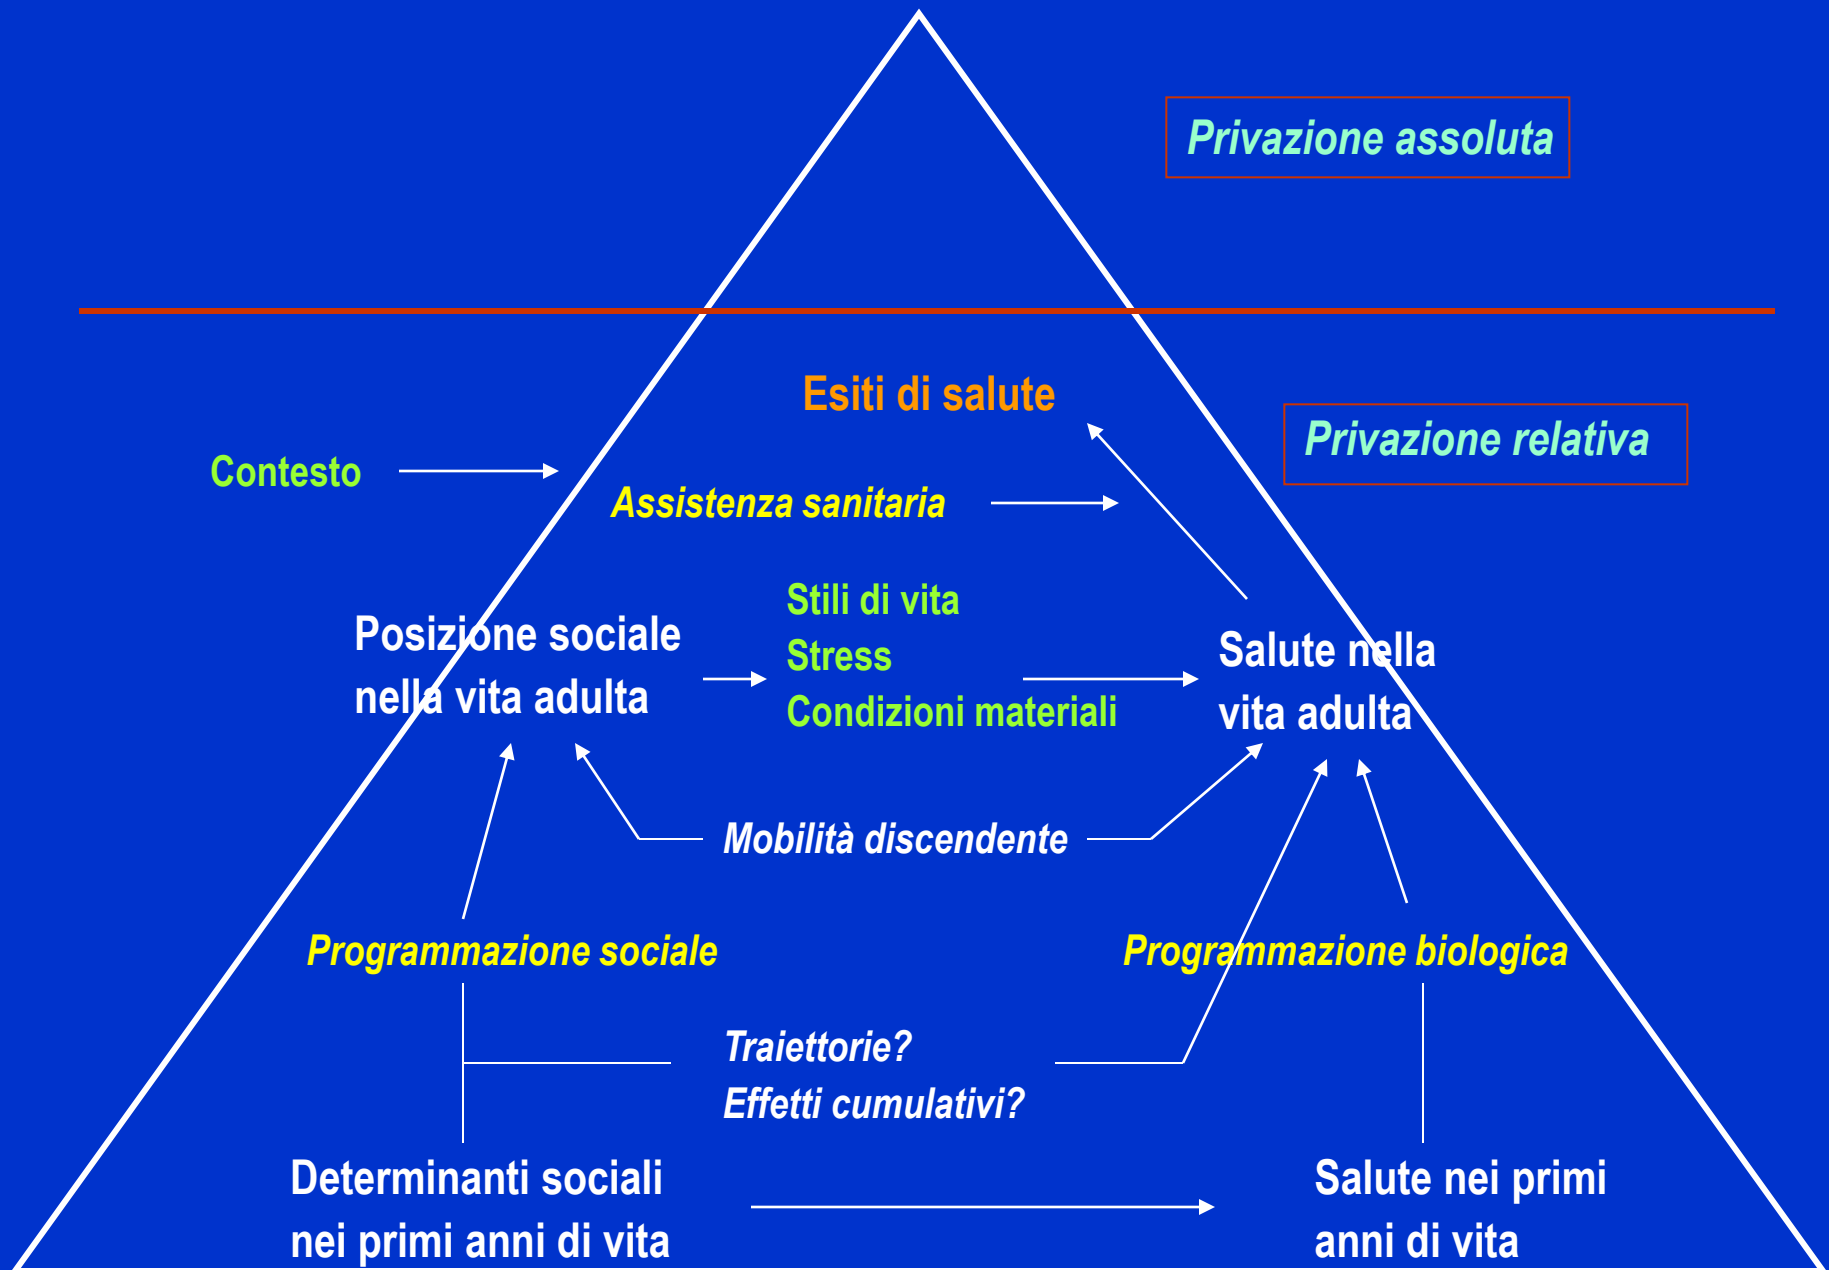 Privazione assoluta
Esiti di salute
Privazione relativa
Contesto
Assistenza sanitaria
Posizione sociale
nella vita adulta
Stili di vita
Stress
Condizioni materiali
Salute nella
vita adulta
Mobilità discendente
Programmazione sociale
Programmazione biologica
Traiettorie?
Effetti cumulativi?
Determinanti sociali
nei primi anni di vita
Salute nei primi
anni di vita